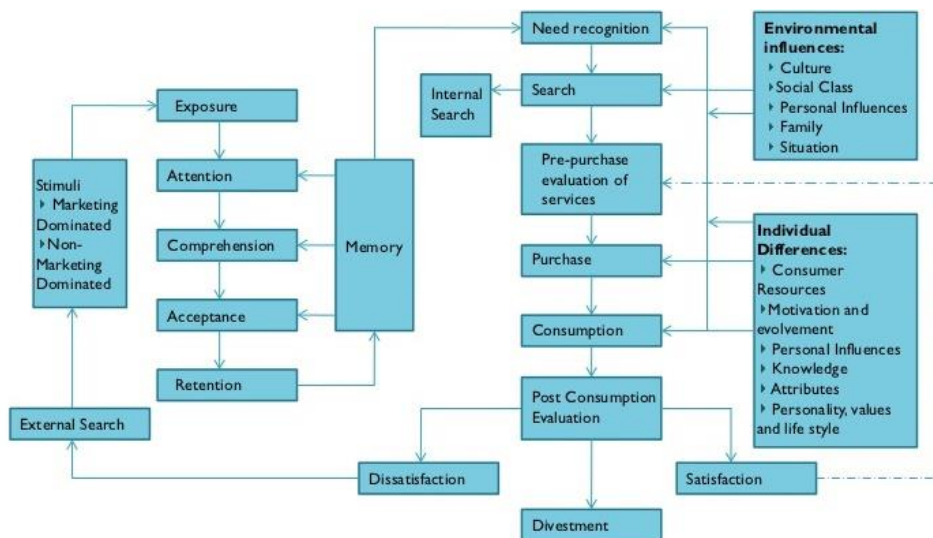 Need recognition
Search
Internal
Search
Pre-purchase
evaluation of
services
Purchase
Consumption
Post Consumption
Evaluation
Dissatisfaction
Satisfaction
Divestment
External Search
Stimuli
‣ Marketing
Dominated
‣Non-
Marketing
Dominated
Exposure
Attention
Comprehension
Acceptance
Retention
Memory
Environmental
influences:
‣ Culture
‣Social Class
‣ Personal Influences
‣ Family
‣ Situation
Individual
Differences:
‣ Consumer
Resources
‣Motivation and
evolvement
‣ Personal Influences
‣ Knowledge
‣ Attributes
‣ Personality, values
and life style